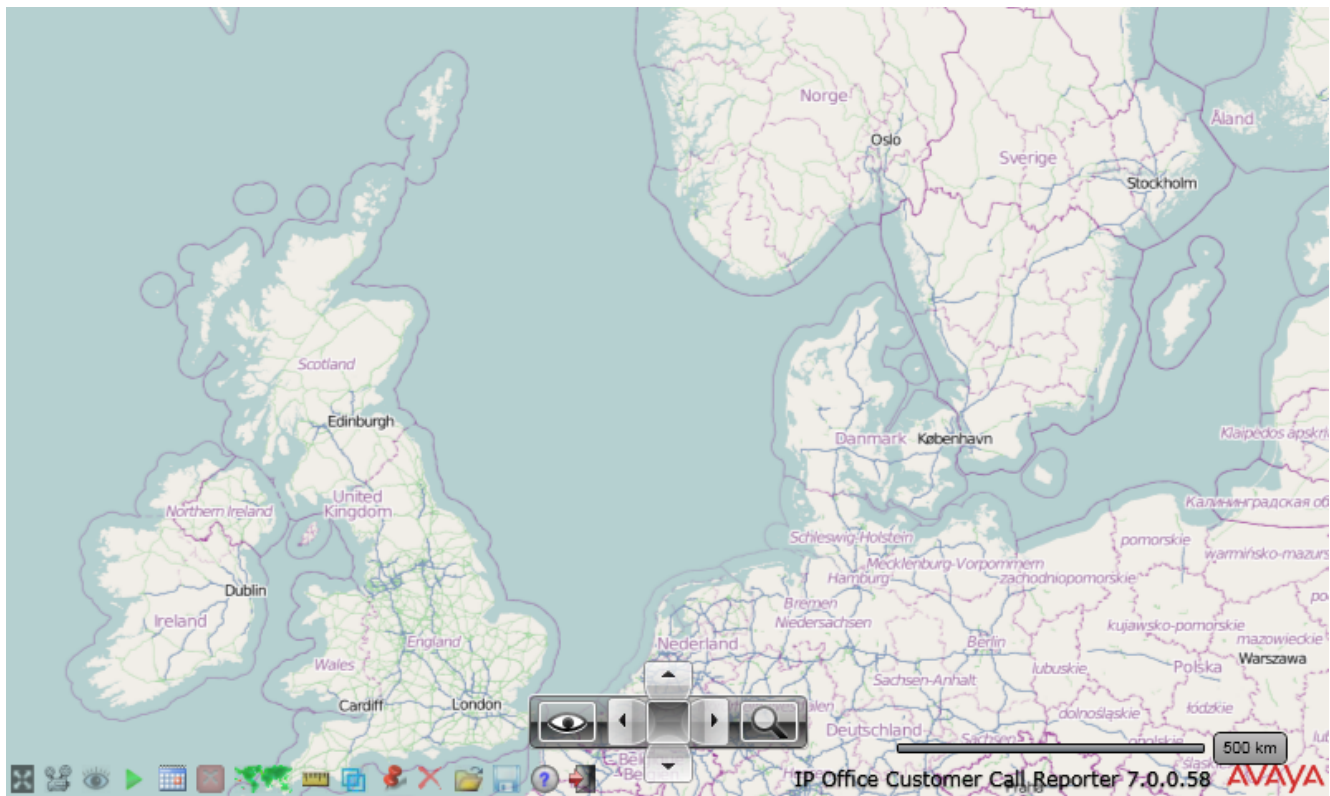 Norge
Åland
Oslo
Sverige
Stockholm
Scotland
Edinburgh
Danmark
København
Klaipėdos apskri
United
Kingdom
Northern Ireland
Калининградская об
Schleswig-Holstein
pomorskie
Mecklenburg-Vorpommern
warmińsko-mazurs
Hamburg
zachodniopomorskie
Dublin
Bremen
Ireland
Niedersachsen
kujawsko-pomorskie
England
Nederland
Berlin
mazowieckie
Wales
lubuskie
Polska
Warszawa
Sachsen-Anhalt
Cardiff
London
dolnośląskie
łódzkie
Deutschland
Sachsen
500 km
IP Office Customer Call Reporter 7.0.0.58
AVAYA